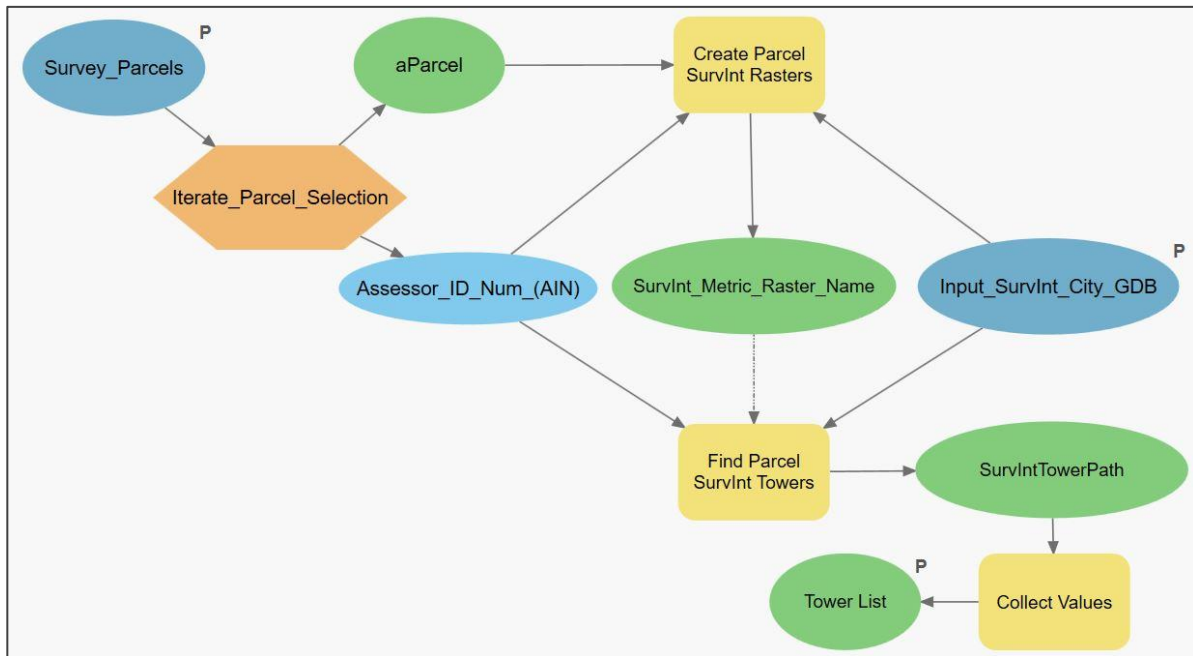 P
Survey_Parcels
aParcel
Create Parcel
SurvInt Rasters
Iterate_Parcel_Selection
P
Assessor_ID_Num_(AIN)
SurvInt_Metric_Raster_Name
Input_SurvInt_City_GDB
Find Parcel
SurvInt Towers
SurvIntTowerPath
P
Tower List
Collect Values